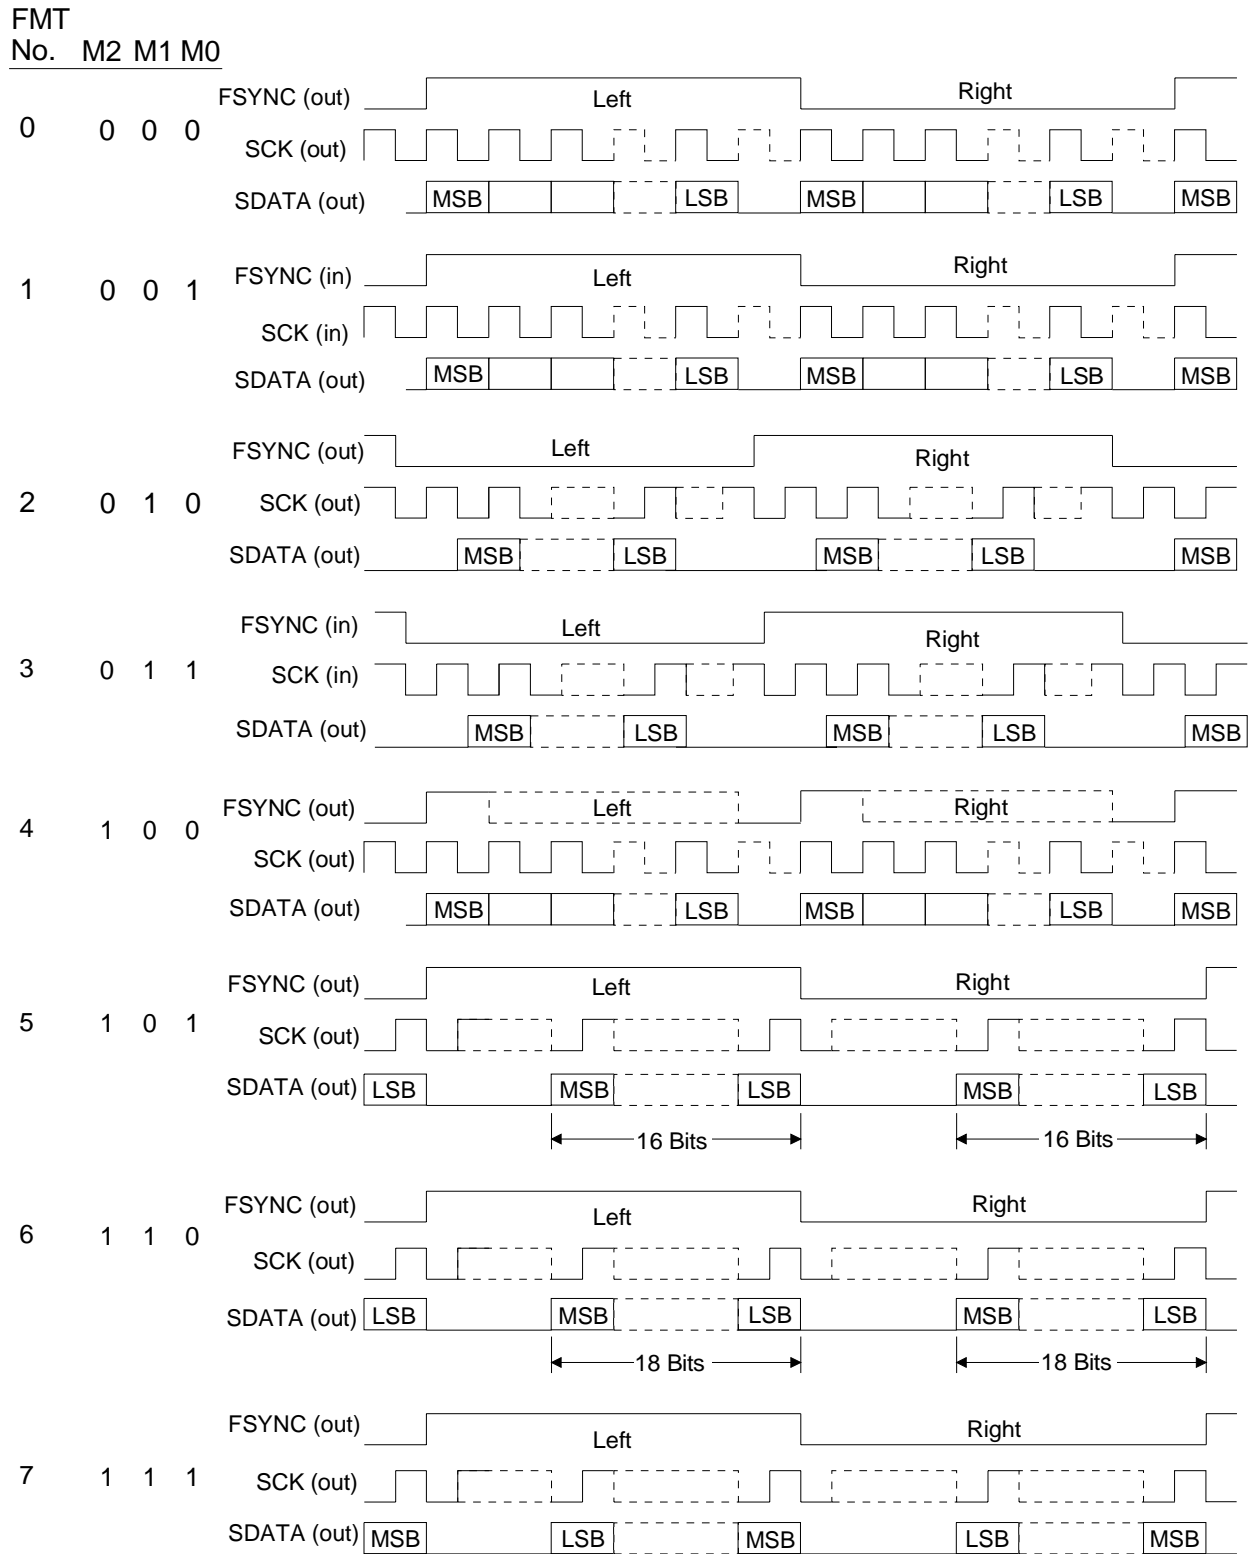 FMT
No. M2 M1 M0
FSYNC (out) Left Right
0 0 0 0
SCK (out)
SDATA (out) MSB LSB MSB LSB MSB
FSYNC (in) Left Right
1 0 0 1
SCK (in)
SDATA (out) MSB LSB MSB LSB MSB
FSYNC (out) Left Right
2 0 1 0 SCK (out)
SDATA (out) MSB LSB MSB LSB MSB
FSYNC (in) Left Right
3 0 1 1 SCK (in)
SDATA (out) MSB LSB MSB LSB MSB
FSYNC (out) Left Right
4 1 0 0
SCK (out)
SDATA (out) MSB LSB MSB LSB MSB
FSYNC (out) Left Right
5 1 0 1 SCK (out)
SDATA (out) LSB MSB LSB MSB LSB
16 Bits 16 Bits
FSYNC (out) Left Right
6 1 1 0
SCK (out)
SDATA (out) LSB MSB LSB MSB LSB
18 Bits 18 Bits
FSYNC (out) Left Right
7 1 1 1 SCK (out)
SDATA (out) MSB LSB MSB LSB MSB